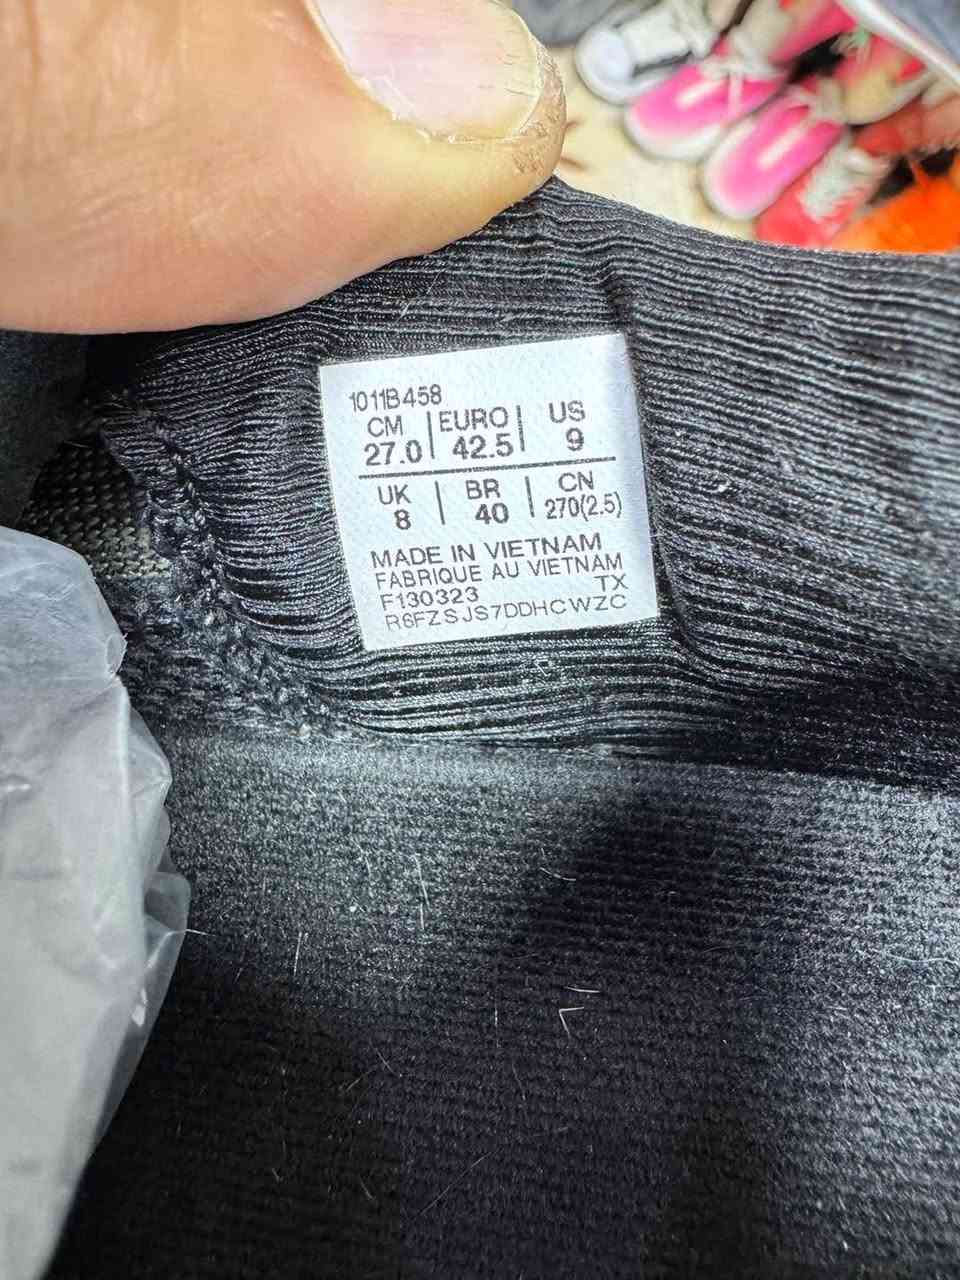 1011B458
CM | EURO | US
27.0 | 42.5 | 9
UK | BR | CN
8 | 40 | 270(2.5)
MADE IN VIETNAM
FABRIQUE AU VIETNAM
F130323 TX
R6FZSJS7DDHCWZC